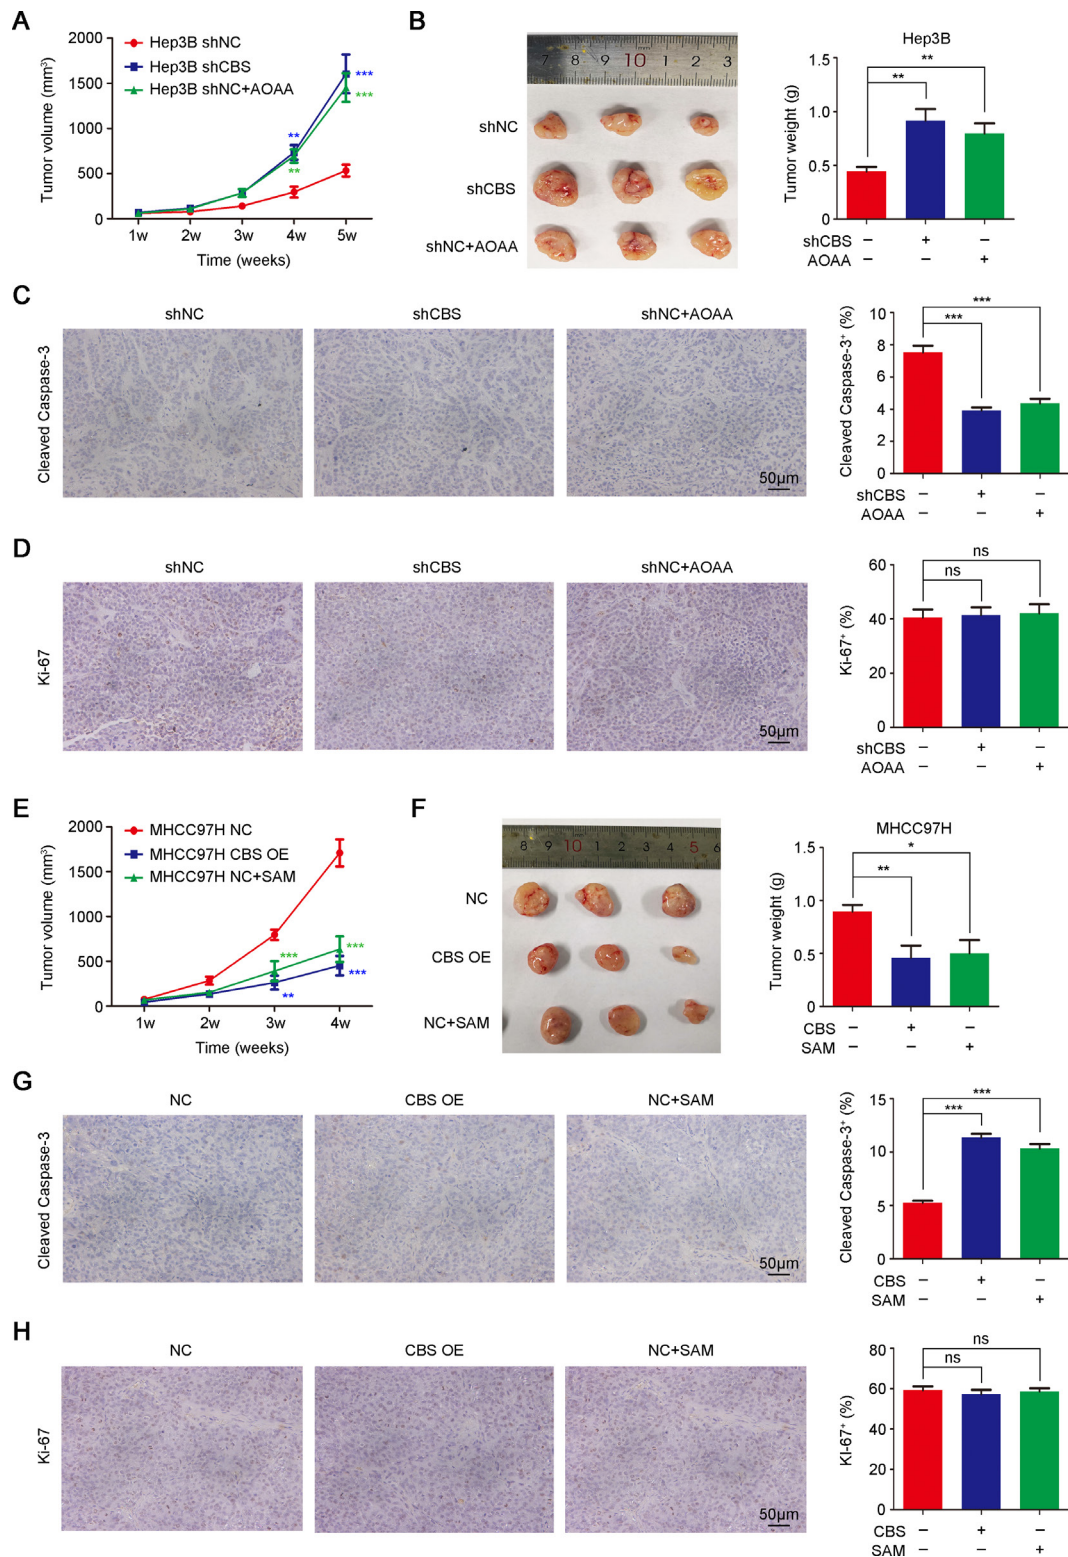 A
Tumor volume (mm³)
2000
1500
1000
500
0
Hep3B shNC
Hep3B shCBS
Hep3B shNC+AOAA
***
***
**
**
1w 2w 3w 4w 5w
Time (weeks)
B
7 8 9 10 1 2 3
mm
shNC
shCBS
shNC+AOAA
Hep3B
Tumor weight (g)
1.5
1.0
0.5
0
**
**
shCBS – + –
AOAA – – +
C
Cleaved Caspase-3
shNC shCBS shNC+AOAA
50μm
Cleaved Caspase-3⁺ (%)
10
8
6
4
2
0
***
***
shCBS – + –
AOAA – – +
D
Ki-67
shNC shCBS shNC+AOAA
50μm
Ki-67⁺ (%)
60
40
20
0
ns
ns
shCBS – + –
AOAA – – +
E
Tumor volume (mm³)
2000
1500
1000
500
0
MHCC97H NC
MHCC97H CBS OE
MHCC97H NC+SAM
***
***
***
**
1w 2w 3w 4w
Time (weeks)
F
8 9 10 1 2 3 4 5 6
NC
CBS OE
NC+SAM
MHCC97H
Tumor weight (g)
1.5
1.0
0.5
0
*
**
CBS – + –
SAM – – +
G
Cleaved Caspase-3
NC CBS OE NC+SAM
50μm
Cleaved Caspase-3⁺ (%)
15
10
5
0
***
***
CBS – + –
SAM – – +
H
Ki-67
NC CBS OE NC+SAM
50μm
KI-67⁺ (%)
80
60
40
20
0
ns
ns
CBS – + –
SAM – – +